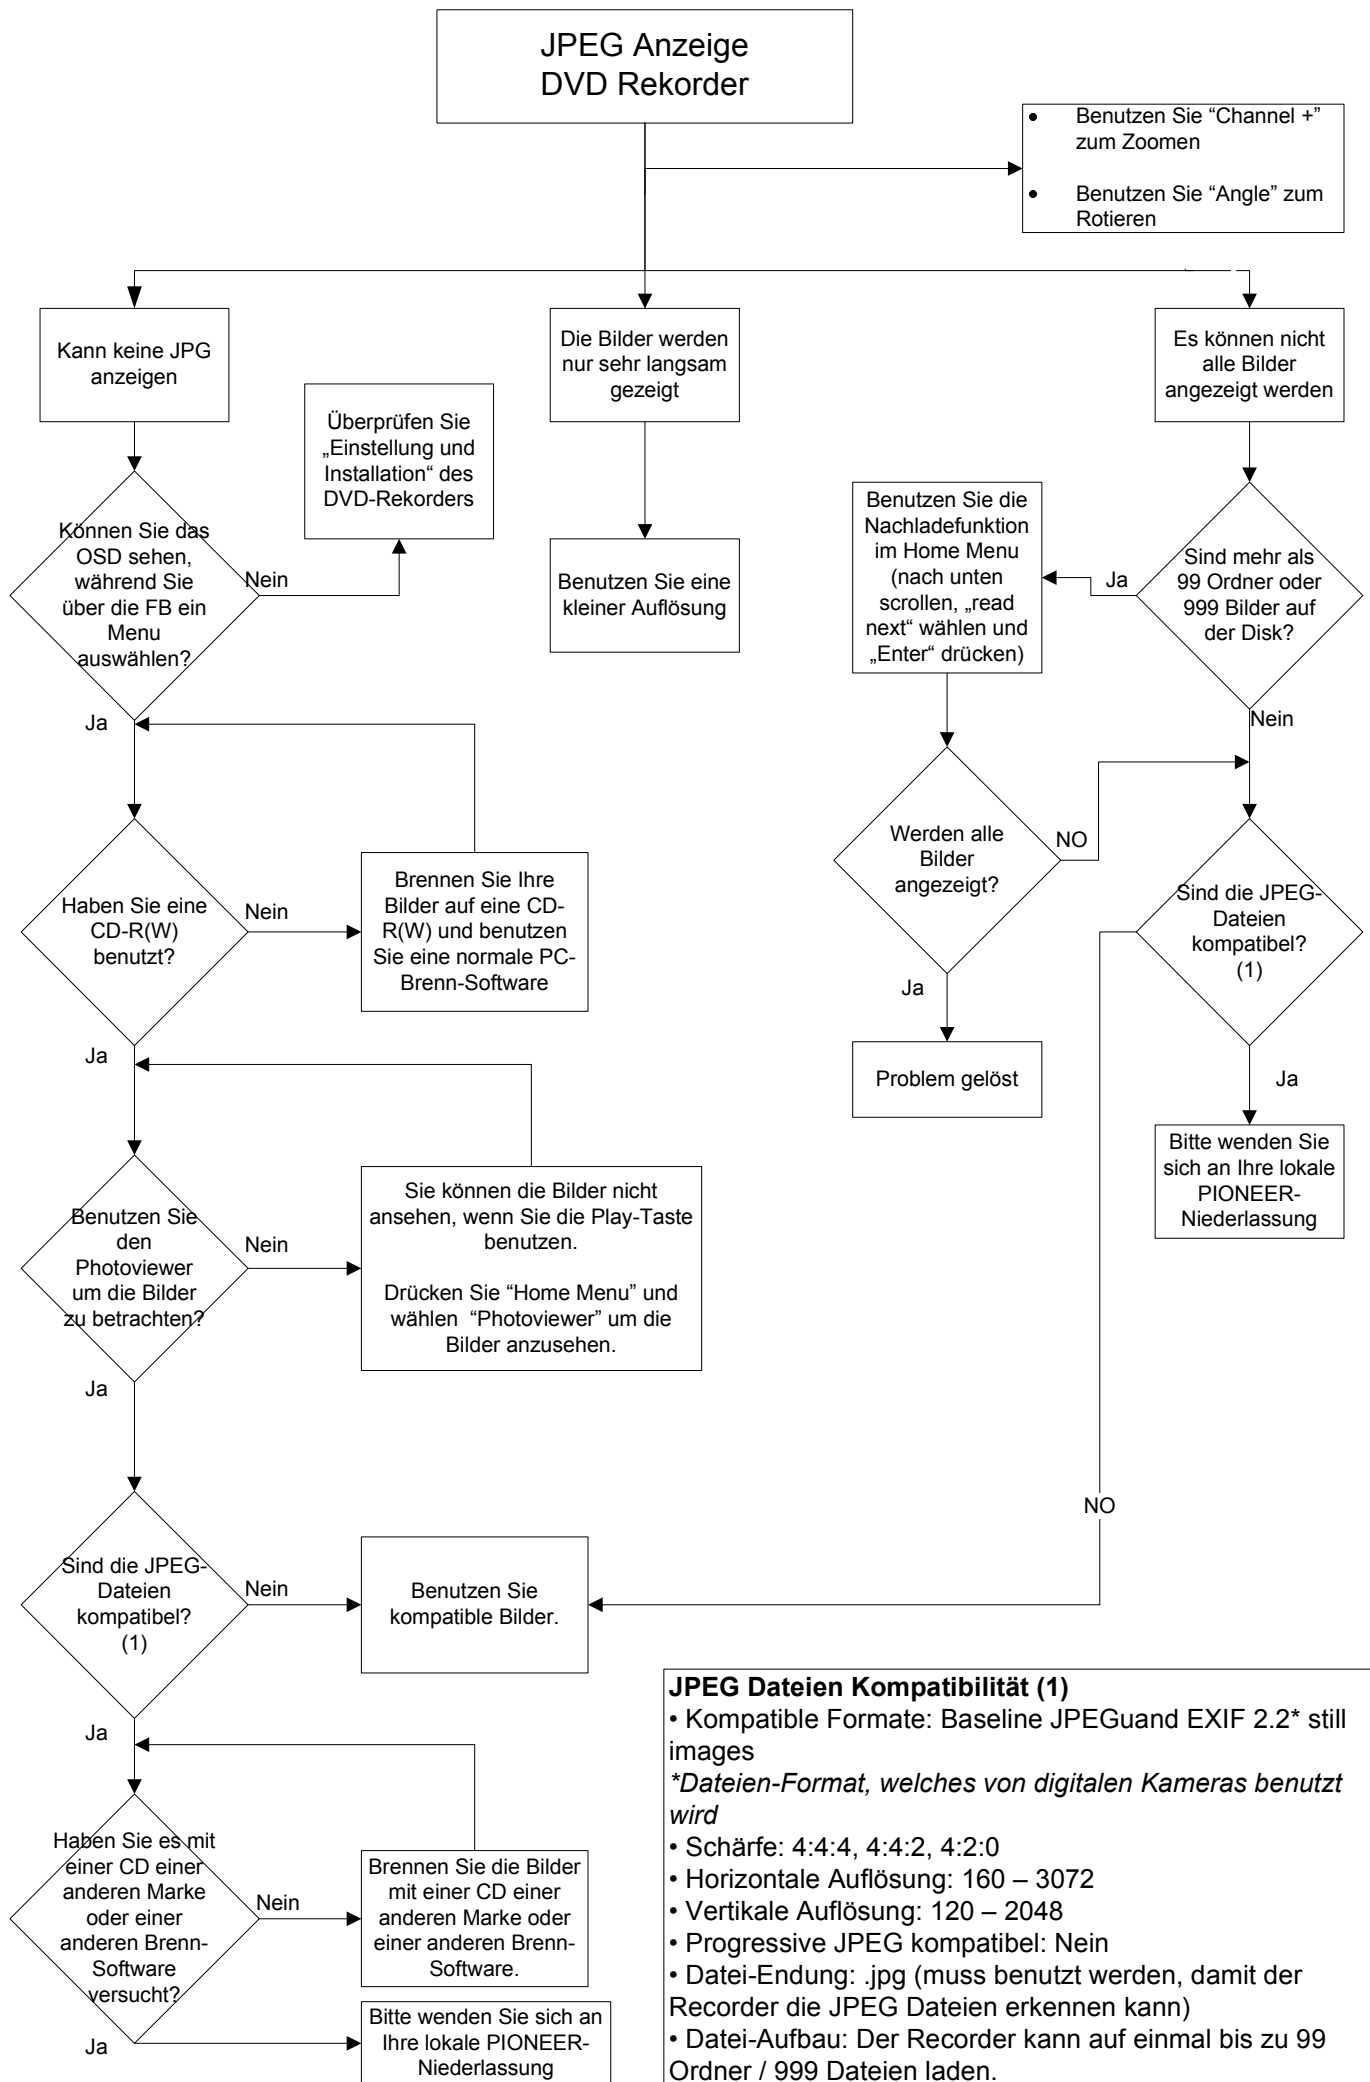 JPEG Anzeige
DVD Rekorder
• Benutzen Sie “Channel +”
zum Zoomen
• Benutzen Sie “Angle” zum
Rotieren
Kann keine JPG
anzeigen
Die Bilder werden
nur sehr langsam
gezeigt
Es können nicht
alle Bilder
angezeigt werden
Überprüfen Sie
„Einstellung und
Installation“ des
DVD-Rekorders
Können Sie das
OSD sehen,
während Sie
über die FB ein
Menu
auswählen?
Nein
Ja
Benutzen Sie eine
kleiner Auflösung
Benutzen Sie die
Nachladefunktion
im Home Menu
(nach unten
scrollen, „read
next“ wählen und
„Enter“ drücken)
Ja
Sind mehr als
99 Ordner oder
999 Bilder auf
der Disk?
Nein
Haben Sie eine
CD-R(W)
benutzt?
Nein
Ja
Brennen Sie Ihre
Bilder auf eine CD-
R(W) und benutzen
Sie eine normale PC-
Brenn-Software
Werden alle
Bilder
angezeigt?
NO
Ja
Problem gelöst
Sind die JPEG-
Dateien
kompatibel?
(1)
Ja
NO
Bitte wenden Sie
sich an Ihre lokale
PIONEER-
Niederlassung
Benutzen Sie
den
Photoviewer
um die Bilder
zu betrachten?
Nein
Ja
Sie können die Bilder nicht
ansehen, wenn Sie die Play-Taste
benutzen.
Drücken Sie “Home Menu” und
wählen “Photoviewer” um die
Bilder anzusehen.
Sind die JPEG-
Dateien
kompatibel?
(1)
Nein
Ja
Benutzen Sie
kompatible Bilder.
Haben Sie es mit
einer CD einer
anderen Marke
oder einer
anderen Brenn-
Software
versucht?
Nein
Ja
Brennen Sie die Bilder
mit einer CD einer
anderen Marke oder
einer anderen Brenn-
Software.
Bitte wenden Sie sich an
Ihre lokale PIONEER-
Niederlassung
JPEG Dateien Kompatibilität (1)
• Kompatible Formate: Baseline JPEGuand EXIF 2.2* still
images
*Dateien-Format, welches von digitalen Kameras benutzt
wird
• Schärfe: 4:4:4, 4:4:2, 4:2:0
• Horizontale Auflösung: 160 – 3072
• Vertikale Auflösung: 120 – 2048
• Progressive JPEG kompatibel: Nein
• Datei-Endung: .jpg (muss benutzt werden, damit der
Recorder die JPEG Dateien erkennen kann)
• Datei-Aufbau: Der Recorder kann auf einmal bis zu 99
Ordner / 999 Dateien laden.